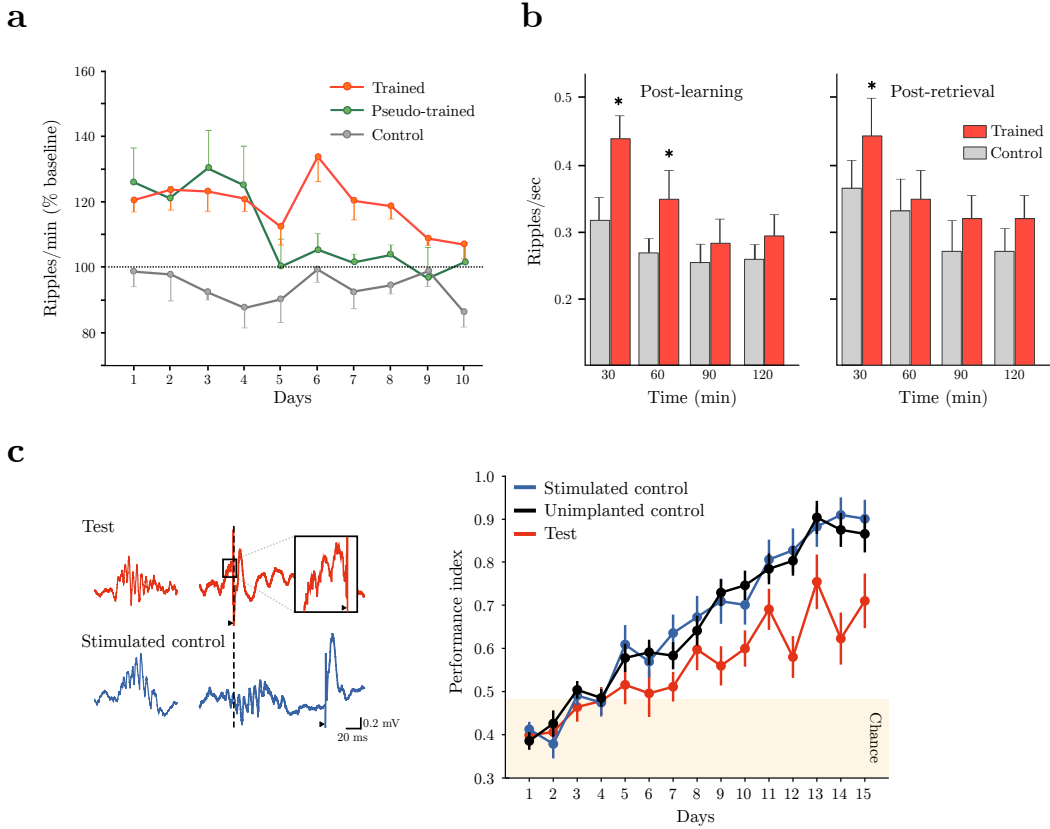 a
160
140
120
100
80
Ripples/min (% baseline)
Trained
Pseudo-trained
Control
1 2 3 4 5 6 7 8 9 10
Days
b
0.5
0.4
0.3
0.2
Ripples/sec
Post-learning
* *
30 60 90 120
Time (min)
Post-retrieval
*
Trained
Control
30 60 90 120
Time (min)
c
Test
Stimulated control
0.2 mV
20 ms
1.0
0.9
0.8
0.7
0.6
0.5
0.4
0.3
Performance index
Stimulated control
Unimplanted control
Test
Chance
1 2 3 4 5 6 7 8 9 10 11 12 13 14 15
Days